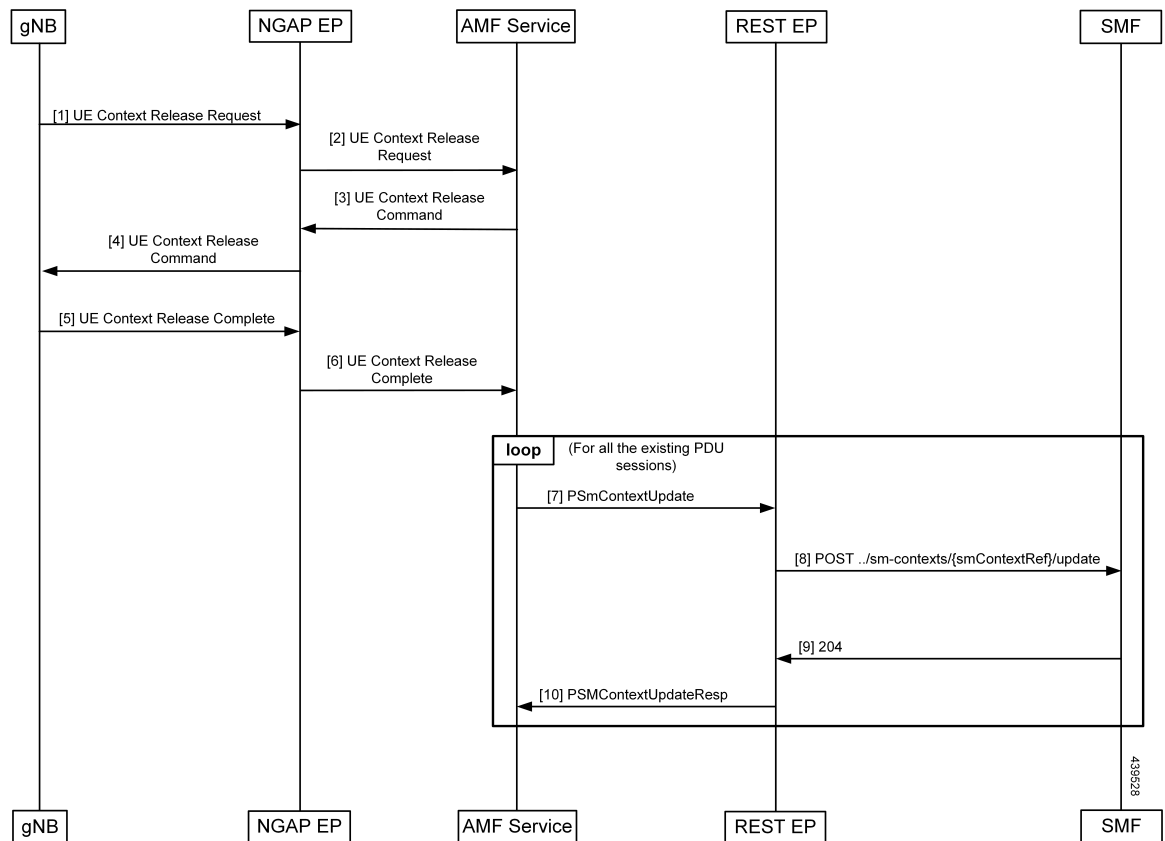 gNB
NGAP EP
AMF Service
REST EP
SMF
[1] UE Context Release Request
[2] UE Context Release
Request
[3] UE Context Release
Command
[4] UE Context Release
Command
[5] UE Context Release Complete
[6] UE Context Release
Complete
loop
(For all the existing PDU
sessions)
[7] PSmContextUpdate
[8] POST ../sm-contexts/{smContextRef}/update
[9] 204
[10] PSMContextUpdateResp
439528
gNB
NGAP EP
AMF Service
REST EP
SMF